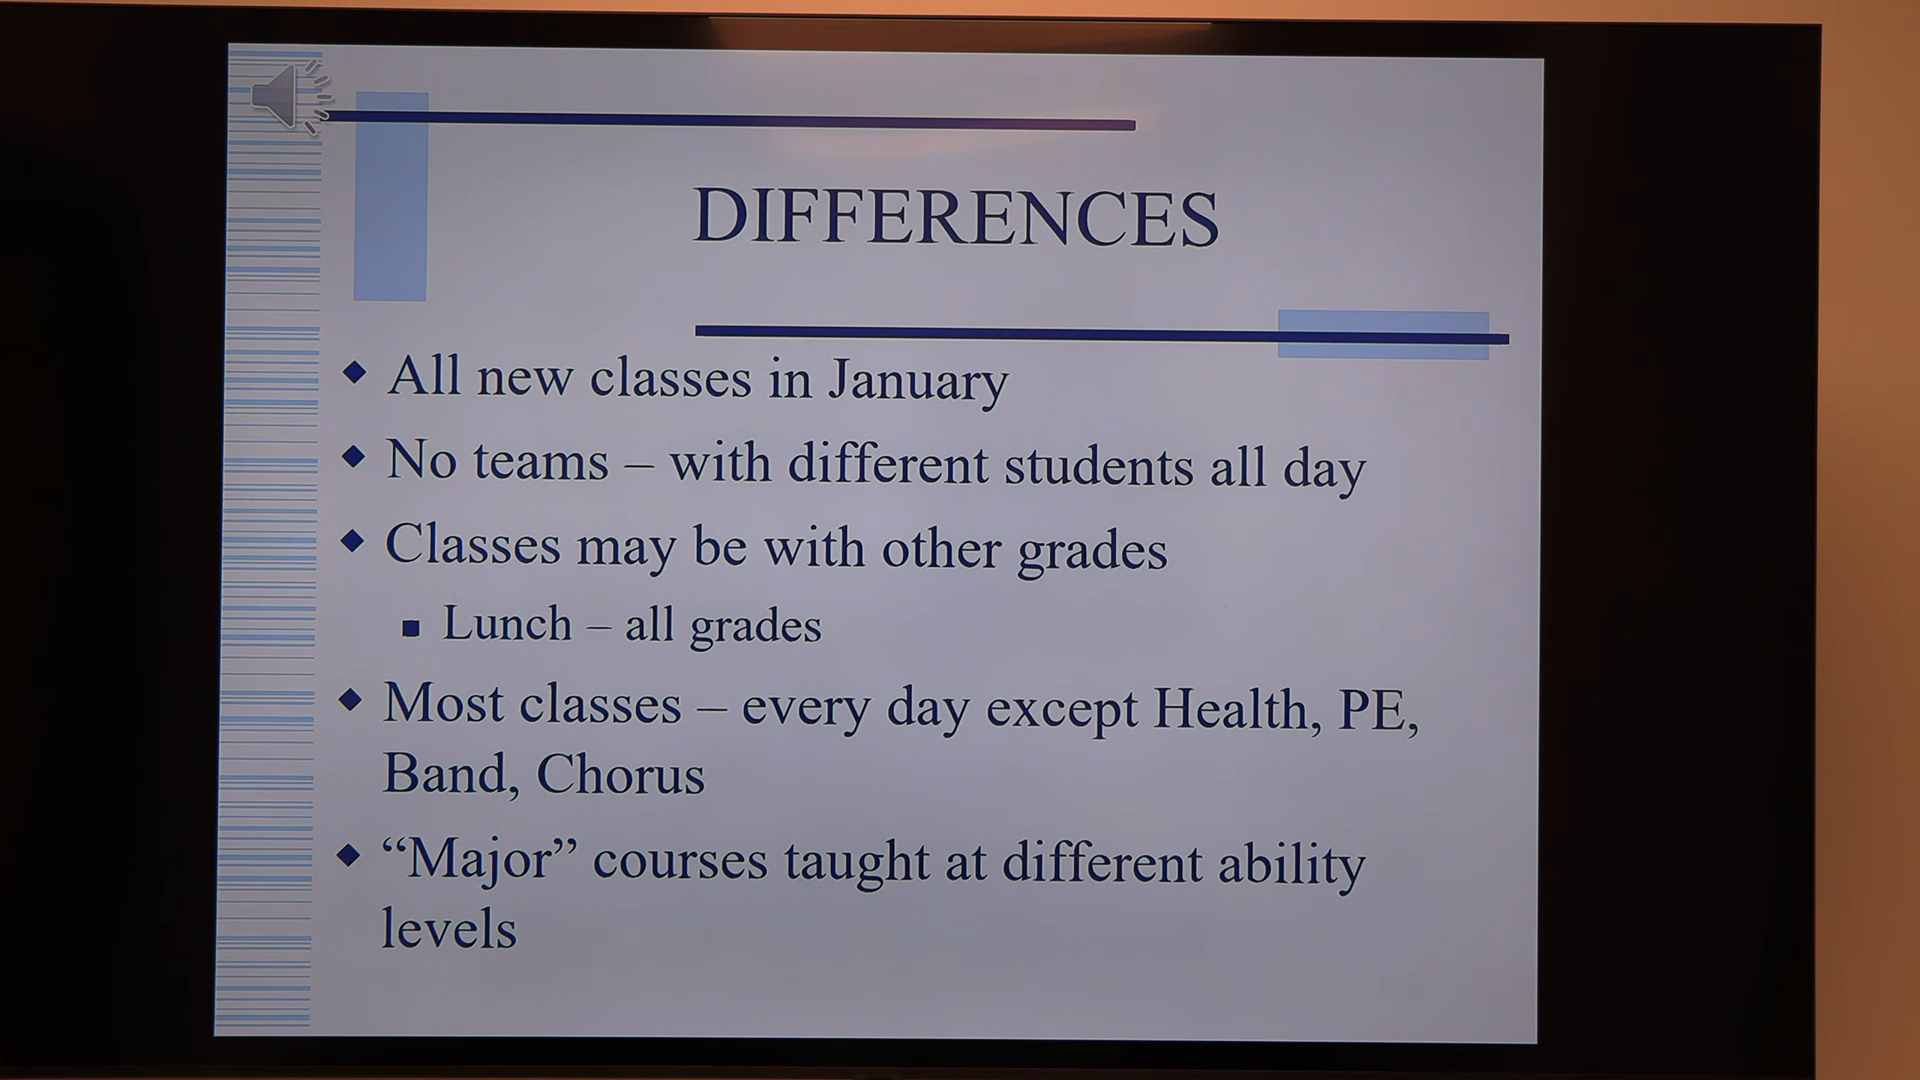 DIFFERENCES
All new classes in January
No teams – with different students all day
Classes may be with other grades
Lunch – all grades
Most classes – every day except Health, PE,
Band, Chorus
“Major” courses taught at different ability
levels